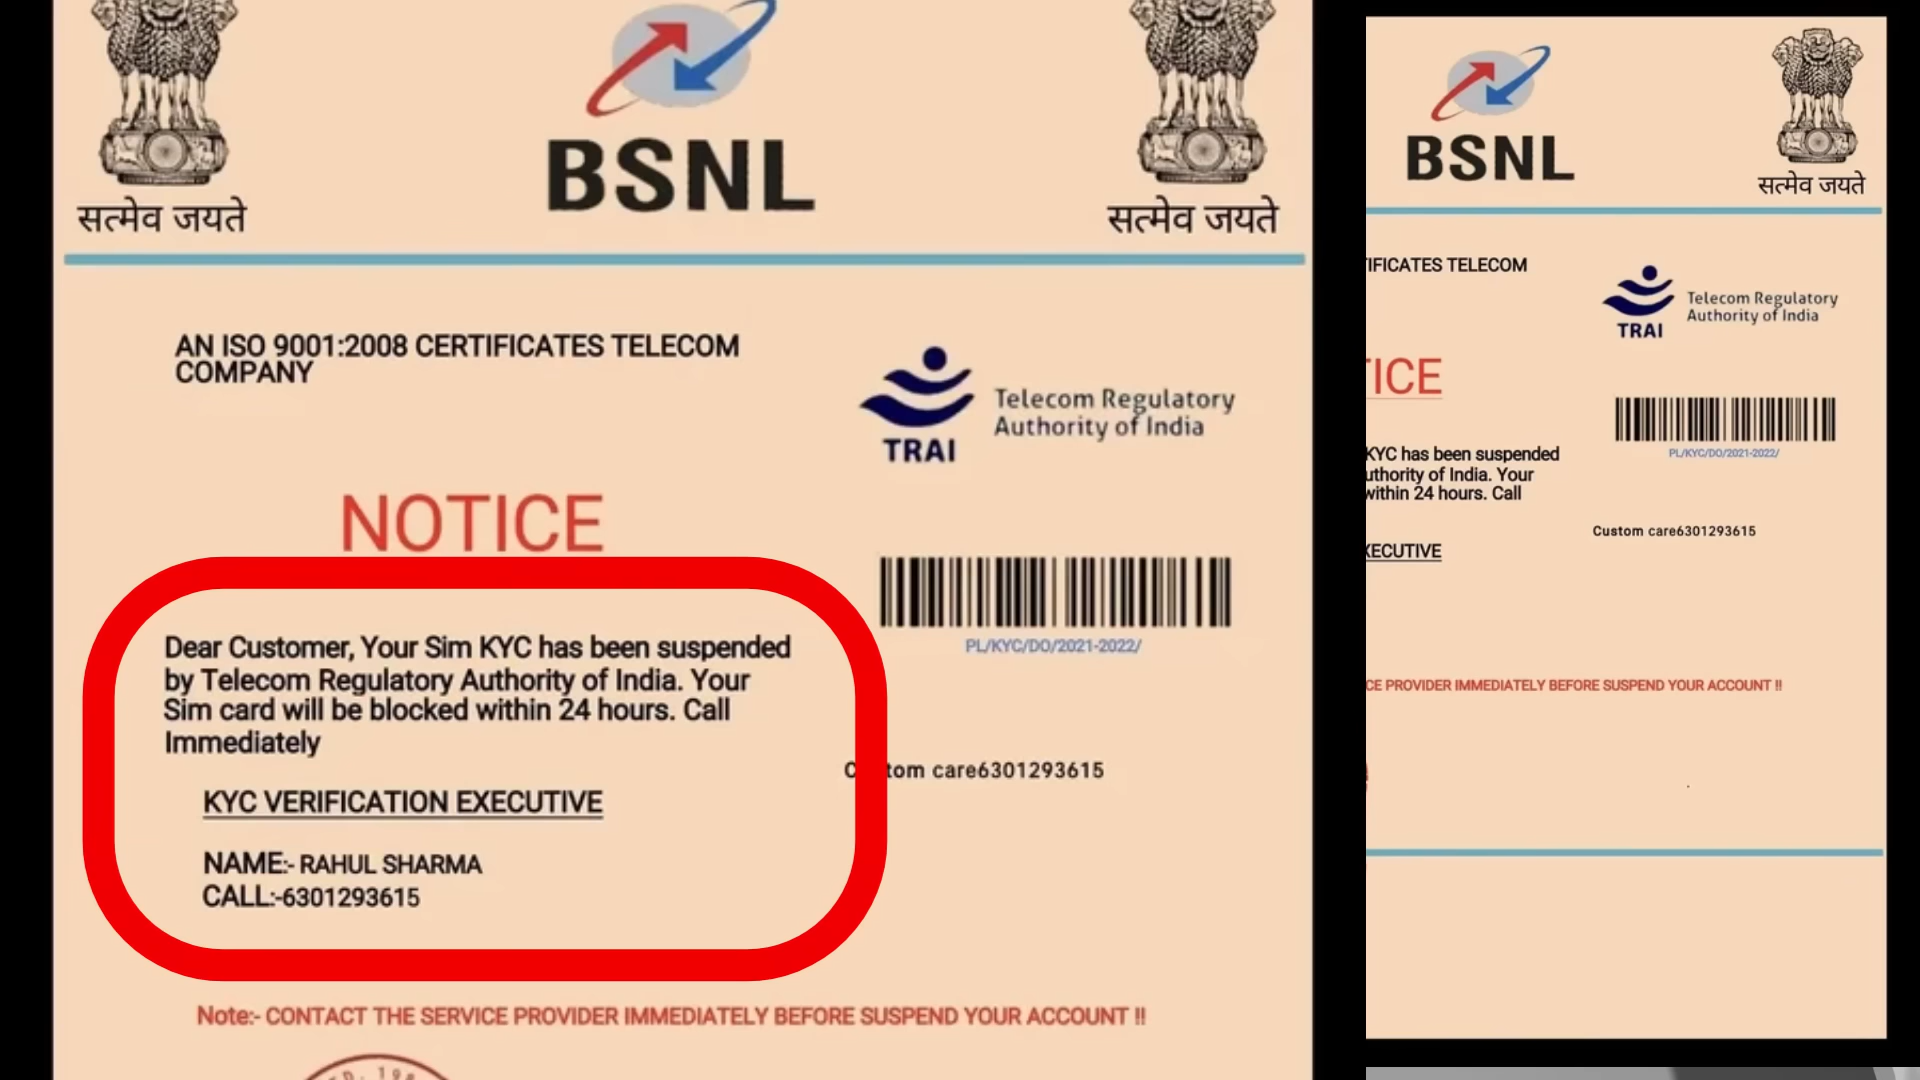 BSNL
सत्मेव जयते
सत्मेव जयते
AN ISO 9001:2008 CERTIFICATES TELECOM
COMPANY
TRAI
Telecom Regulatory
Authority of India
NOTICE
PL/KYC/DO/2021-2022/
Dear Customer, Your Sim KYC has been suspended
by Telecom Regulatory Authority of India. Your
Sim card will be blocked within 24 hours. Call
Immediately
tom care6301293615
KYC VERIFICATION EXECUTIVE
NAME:- RAHUL SHARMA
CALL:-6301293615
Note:- CONTACT THE SERVICE PROVIDER IMMEDIATELY BEFORE SUSPEND YOUR ACCOUNT !!
BSNL
सत्मेव जयते
TELECOM
TRAI
Telecom Regulatory
Authority of India
ICE
PL/KYC/DO/2021-2022/
KYC has been suspended
uthority of India. Your
within 24 hours. Call
Custom care6301293615
XECUTIVE
CE PROVIDER IMMEDIATELY BEFORE SUSPEND YOUR ACCOUNT !!